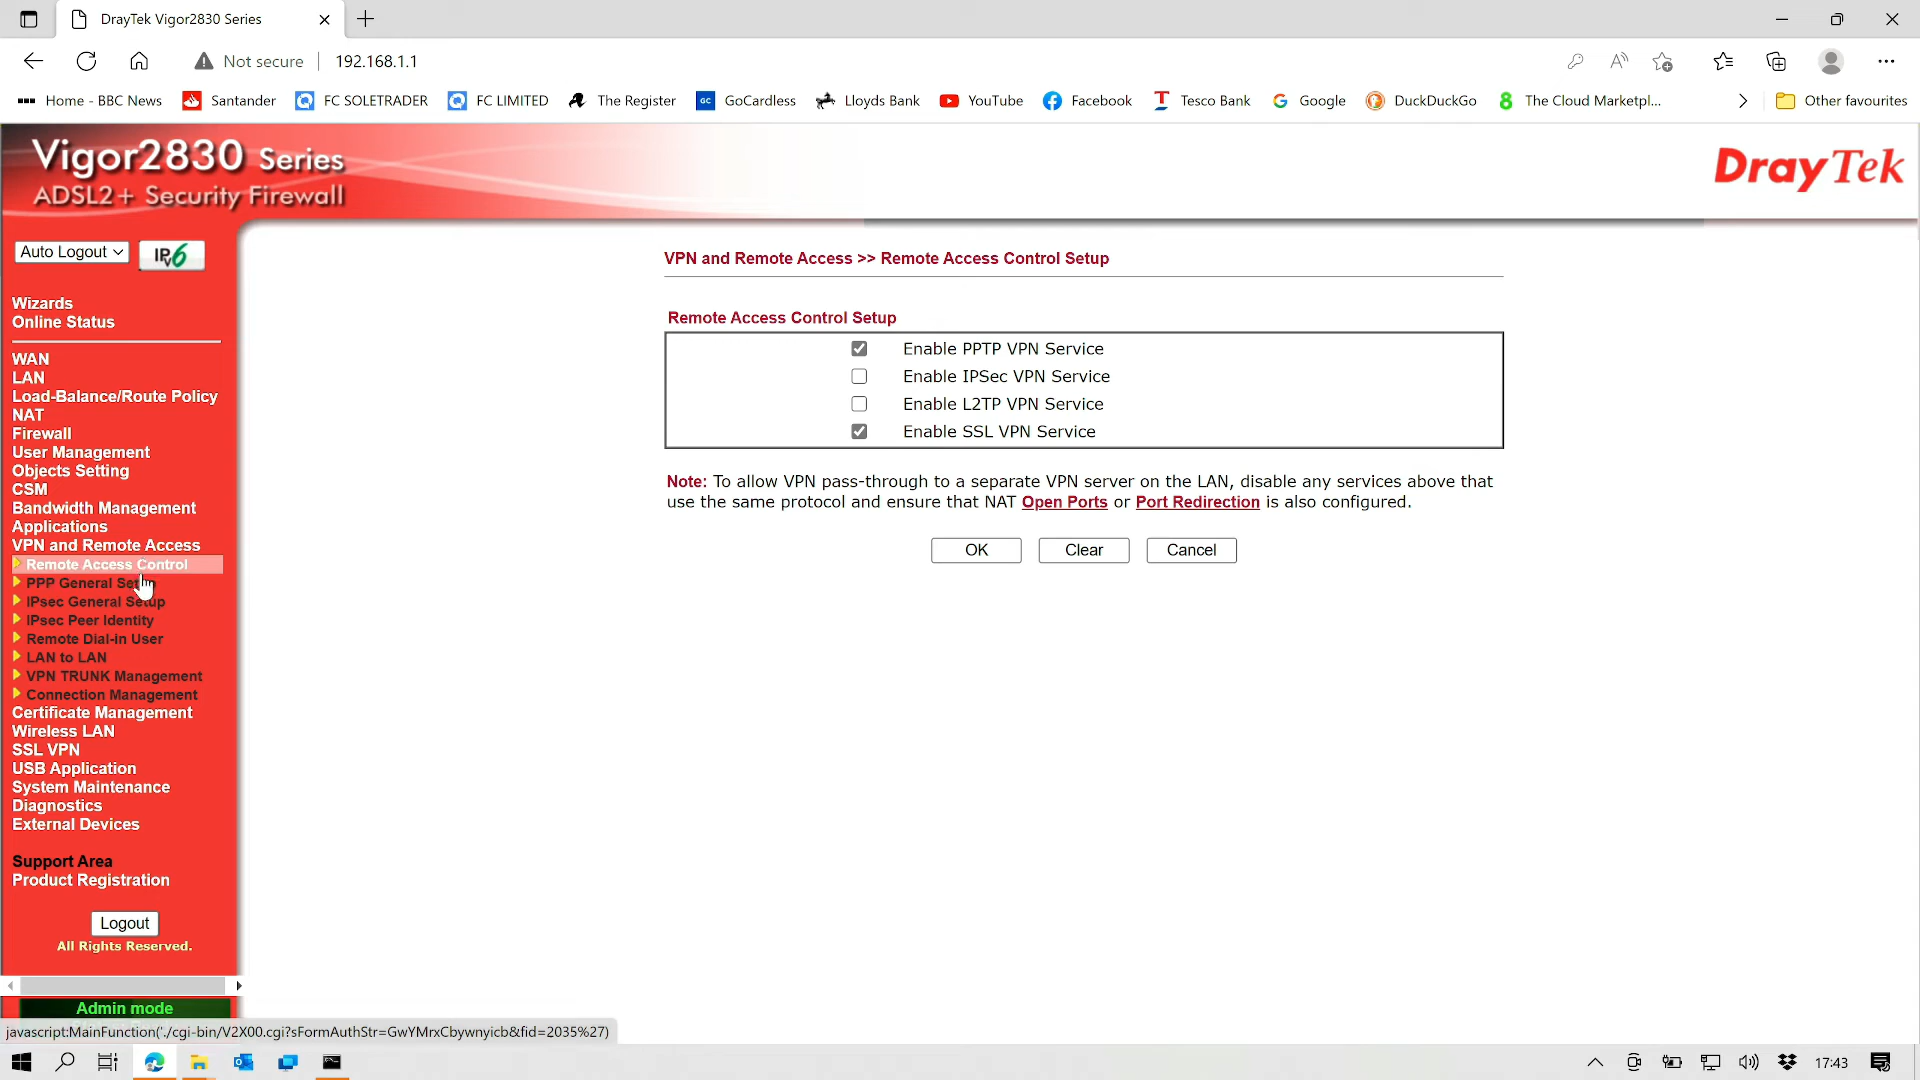 DrayTek Vigor2830 Series
Not secure
192.168.1.1
Home - BBC News
Santander
FC SOLETRADER
FC LIMITED
The Register
GC
GoCardless
Lloyds Bank
YouTube
Facebook
Tesco Bank
Google
DuckDuckGo
The Cloud Marketpl...
Other favourites
Vigor2830 Series
ADSL2+ Security Firewall
DrayTek
Auto Logout
IPv6
Wizards
Online Status
WAN
LAN
Load-Balance/Route Policy
NAT
Firewall
User Management
Objects Setting
CSM
Bandwidth Management
Applications
VPN and Remote Access
Remote Access Control
PPP General Setup
IPsec General Setup
IPsec Peer Identity
Remote Dial-in User
LAN to LAN
VPN TRUNK Management
Connection Management
Certificate Management
Wireless LAN
SSL VPN
USB Application
System Maintenance
Diagnostics
External Devices
Support Area
Product Registration
Logout
All Rights Reserved.
Admin mode
VPN and Remote Access >> Remote Access Control Setup
Remote Access Control Setup
Enable PPTP VPN Service
Enable IPSec VPN Service
Enable L2TP VPN Service
Enable SSL VPN Service
Note: To allow VPN pass-through to a separate VPN server on the LAN, disable any services above that
use the same protocol and ensure that NAT Open Ports or Port Redirection is also configured.
OK
Clear
Cancel
javascript:MainFunction('./cgi-bin/V2X00.cgi?sFormAuthStr=GwYMrxCbywnyicb&fid=2035%27)
17:43